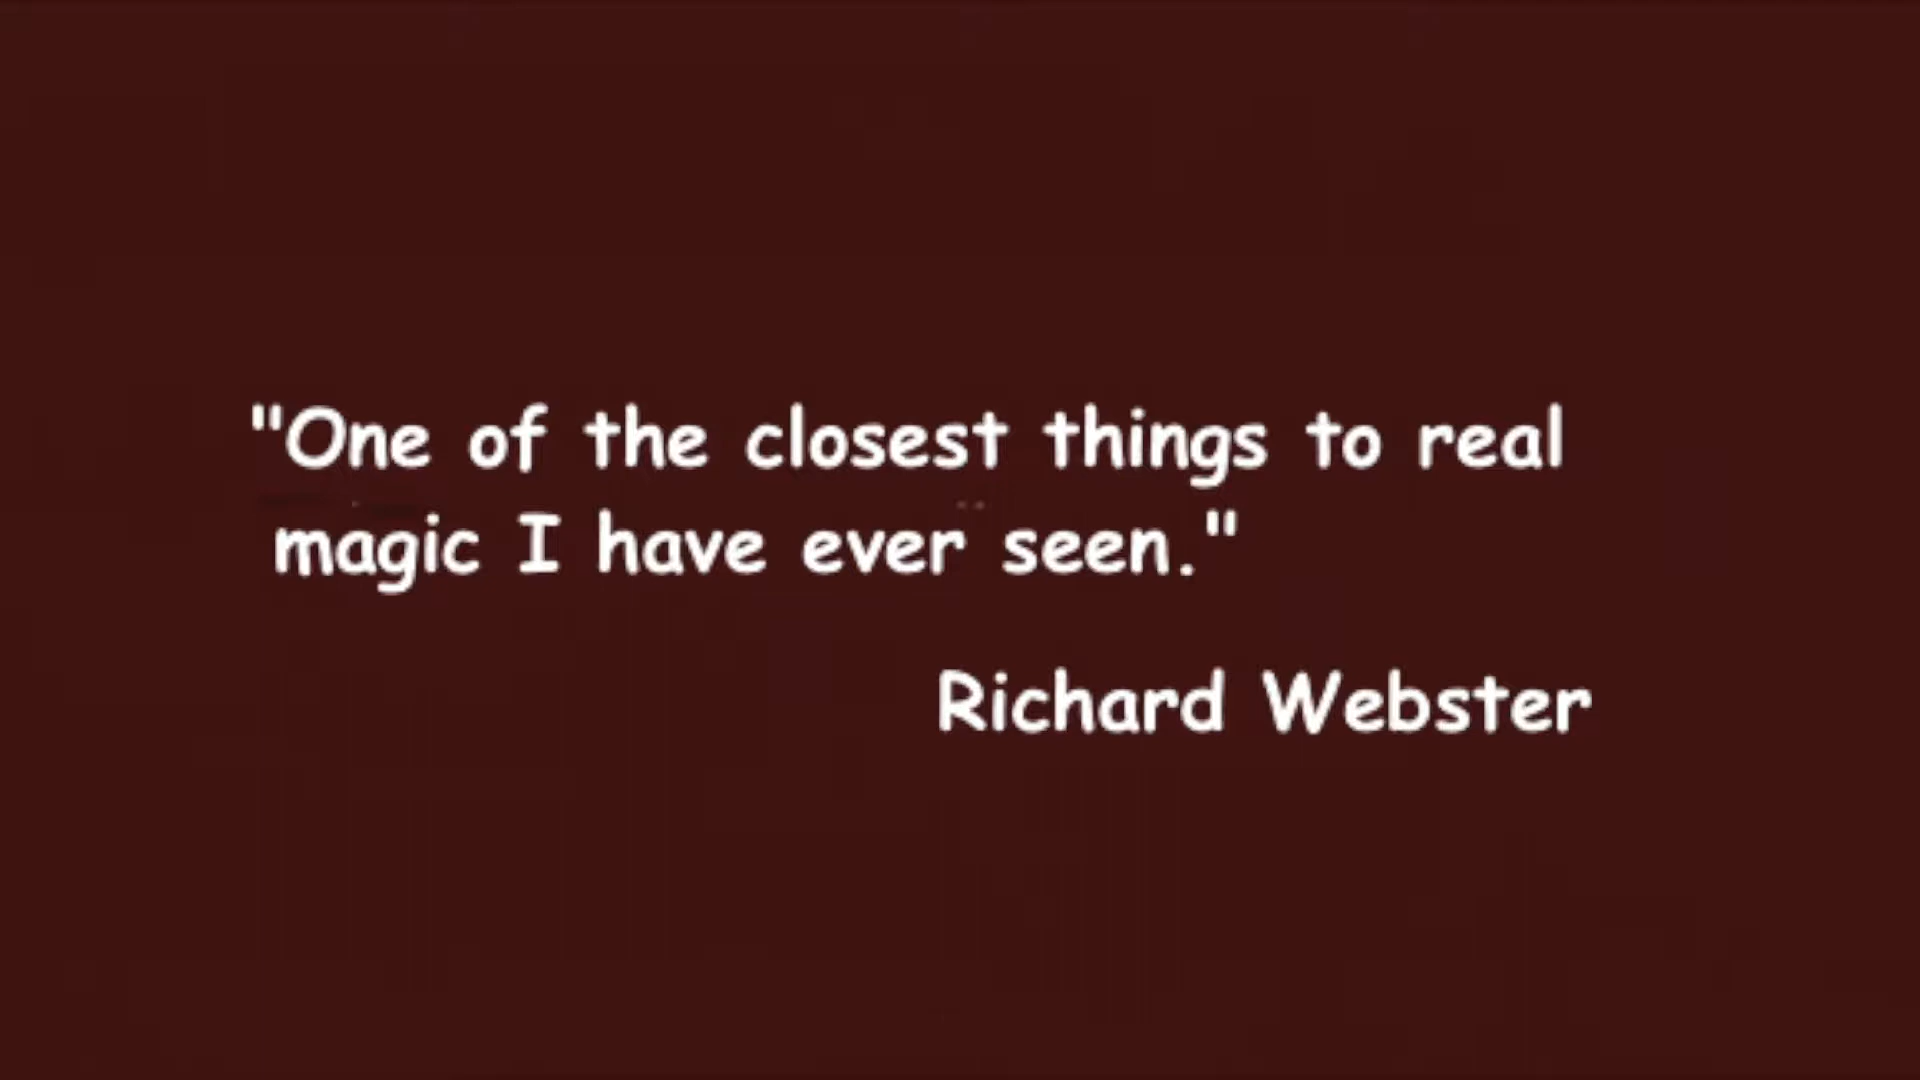 "One of the closest things to real
magic I have ever seen."
Richard Webster